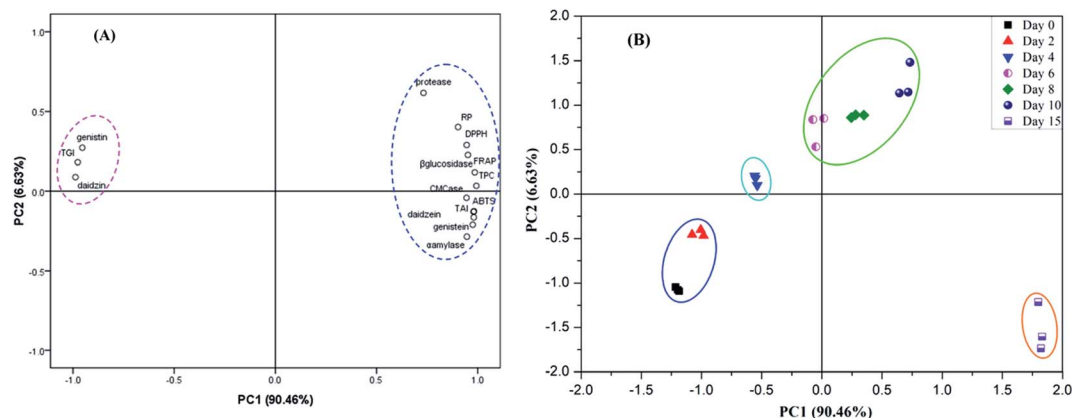 (A)
1.0
0.5
0.0
-0.5
-1.0
-1.0
-0.5
0.0
0.5
1.0
PC2 (6.63%)
PC1 (90.46%)
genistin
TGI
daidzin
protease
RP
DPPH
βglucosidase
FRAP
TPC
CMCase
ABTS
TAI
daidzein
genistein
αamylase
(B)
2.0
1.5
1.0
0.5
0.0
-0.5
-1.0
-1.5
-2.0
-2.0
-1.5
-1.0
-0.5
0.0
0.5
1.0
1.5
2.0
PC2 (6.63%)
PC1 (90.46%)
Day 0
Day 2
Day 4
Day 6
Day 8
Day 10
Day 15